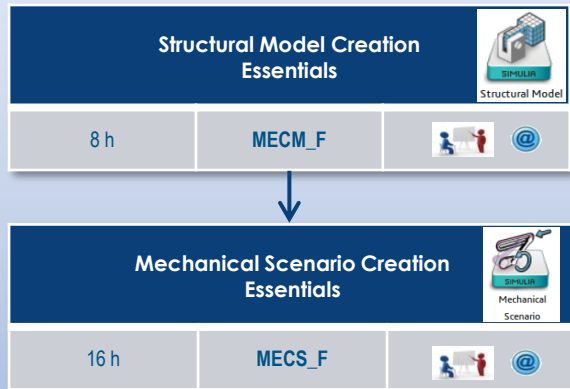 Structural Model Creation
Essentials
SIMULIA
Structural Model
8 h
MECM_F
@
Mechanical Scenario Creation
Essentials
SIMULIA
Mechanical
Scenario
16 h
MECS_F
@